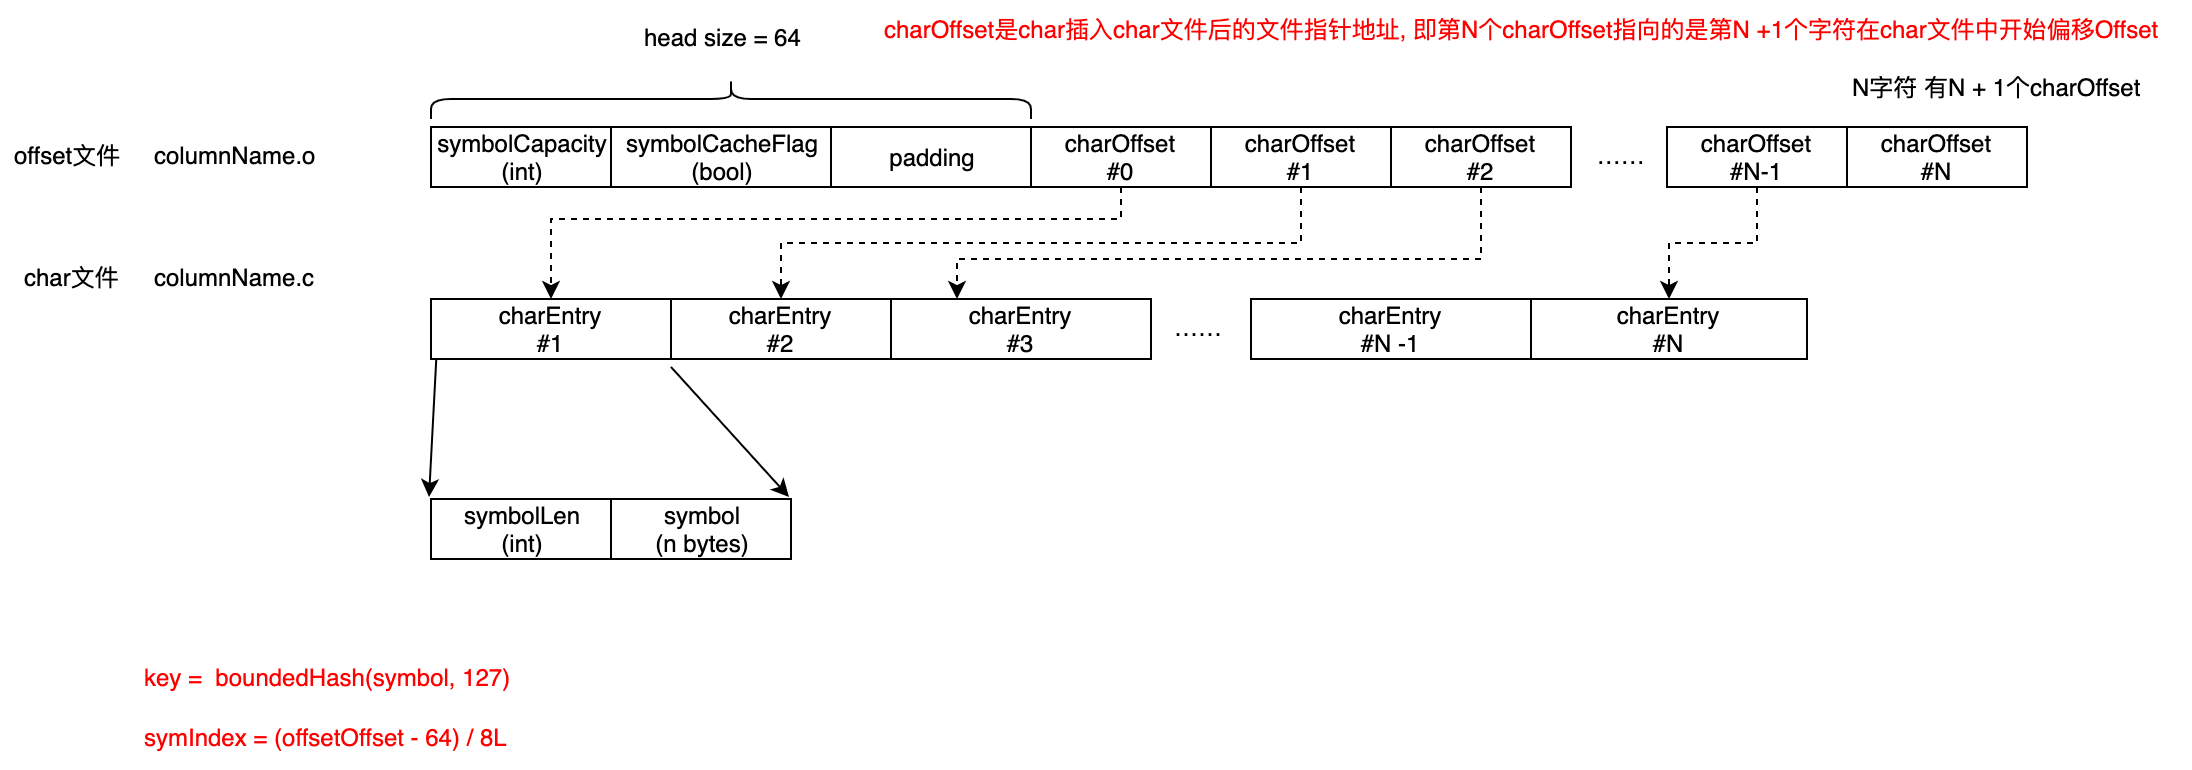 head size = 64
charOffset是char插入char文件后的文件指针地址, 即第N个charOffset指向的是第N +1个字符在char文件中开始偏移Offset
N字符 有N + 1个charOffset
offset文件
columnName.o
symbolCapacity
(int)
symbolCacheFlag
(bool)
padding
charOffset
#0
charOffset
#1
charOffset
#2
······
charOffset
#N-1
charOffset
#N
char文件
columnName.c
charEntry
#1
charEntry
#2
charEntry
#3
······
charEntry
#N -1
charEntry
#N
symbolLen
(int)
symbol
(n bytes)
key =  boundedHash(symbol, 127)
symIndex = (offsetOffset - 64) / 8L